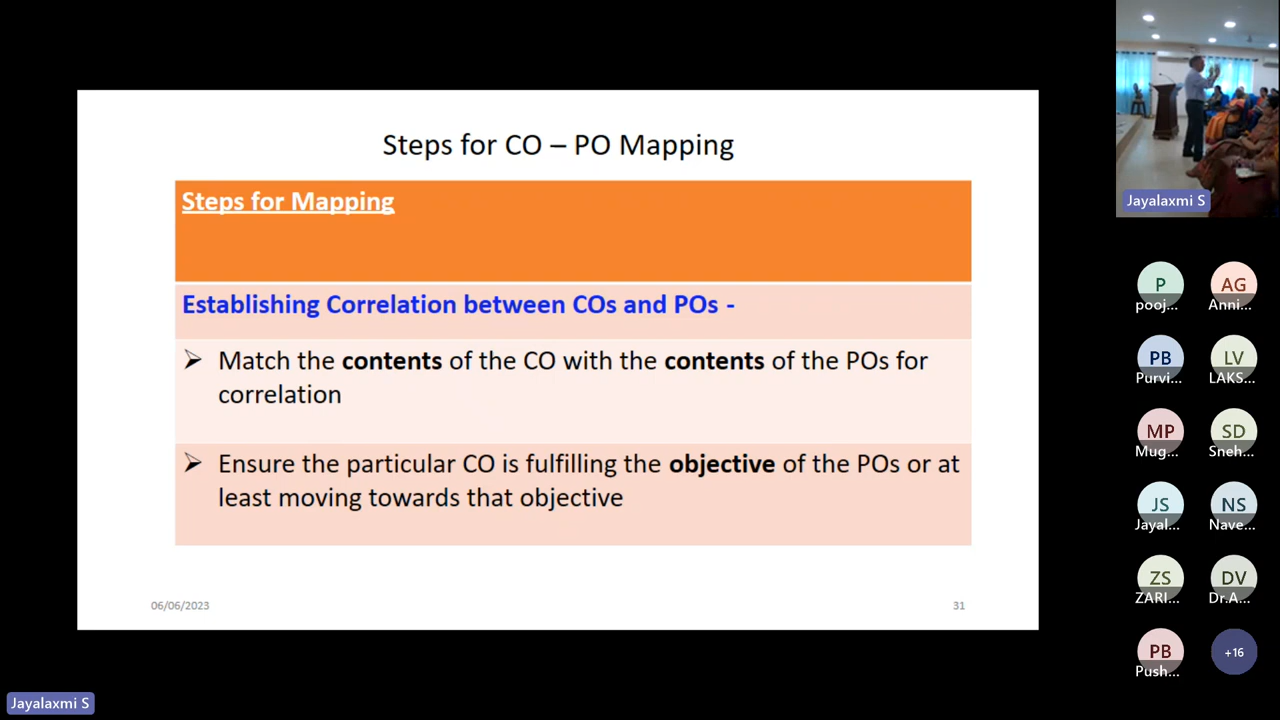 Steps for CO – PO Mapping
Steps for Mapping
Establishing Correlation between COs and POs -
➢ Match the contents of the CO with the contents of the POs for
correlation
➢ Ensure the particular CO is fulfilling the objective of the POs or at
least moving towards that objective
06/06/2023
31
Jayalaxmi S
P
pooj...
AG
Anni...
PB
Purvi...
LV
LAKS...
MP
Mug...
SD
Sneh...
JS
Jayal...
NS
Nave...
ZS
ZARI...
DV
Dr.A...
PB
Push...
+16
Jayalaxmi S